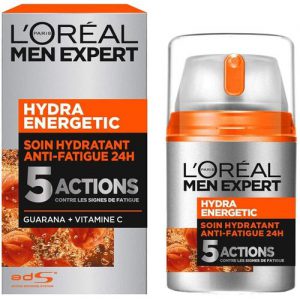 L'ORÉAL
PARIS
MEN EXPERT
HYDRA
ENERGETIC
SOIN HYDRATANT
ANTI-FATIGUE 24H
5 ACTIONS
CONTRE LES SIGNES DE FATIGUE
GUARANA + VITAMINE C
ads
L'ORÉAL
PARIS
MEN EXPERT
HYDRA
ENERGETIC
SOIN HYDRATANT
ANTI-FATIGUE 24H
5 ACTIONS
CONTRE LES SIGNES DE FATIGUE